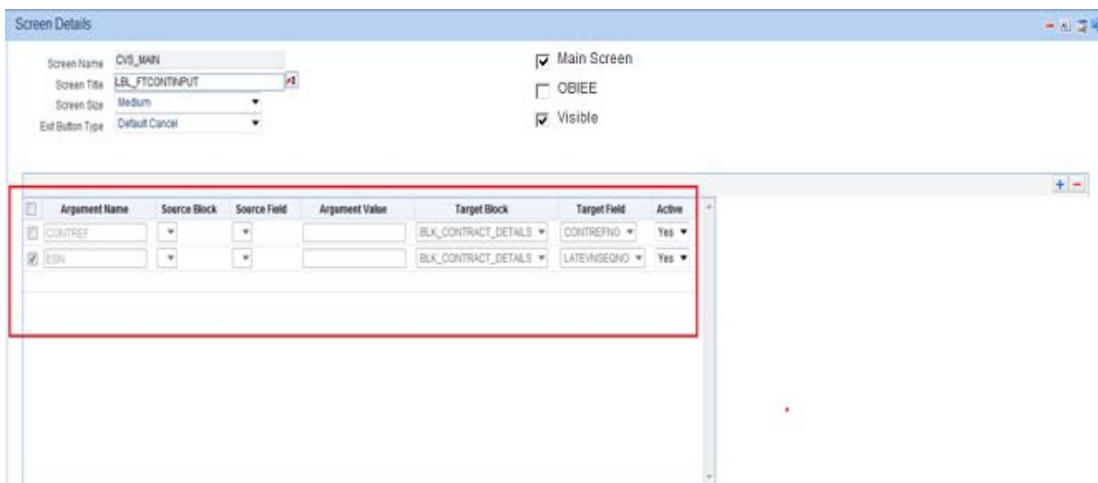 Screen Details
Screen Name CVS_MAIN
Screen Title LBL_FTCONTINPUT
Screen Size Medium
Exit Button Type Default Cancel
Main Screen
OBIEE
Visible
Argument Name Source Block Source Field Argument Value Target Block Target Field Active
CONTREF BLK_CONTRACT_DETAILS CONTREFNO Yes
ESN BLK_CONTRACT_DETAILS LATEVNSEQNO Yes